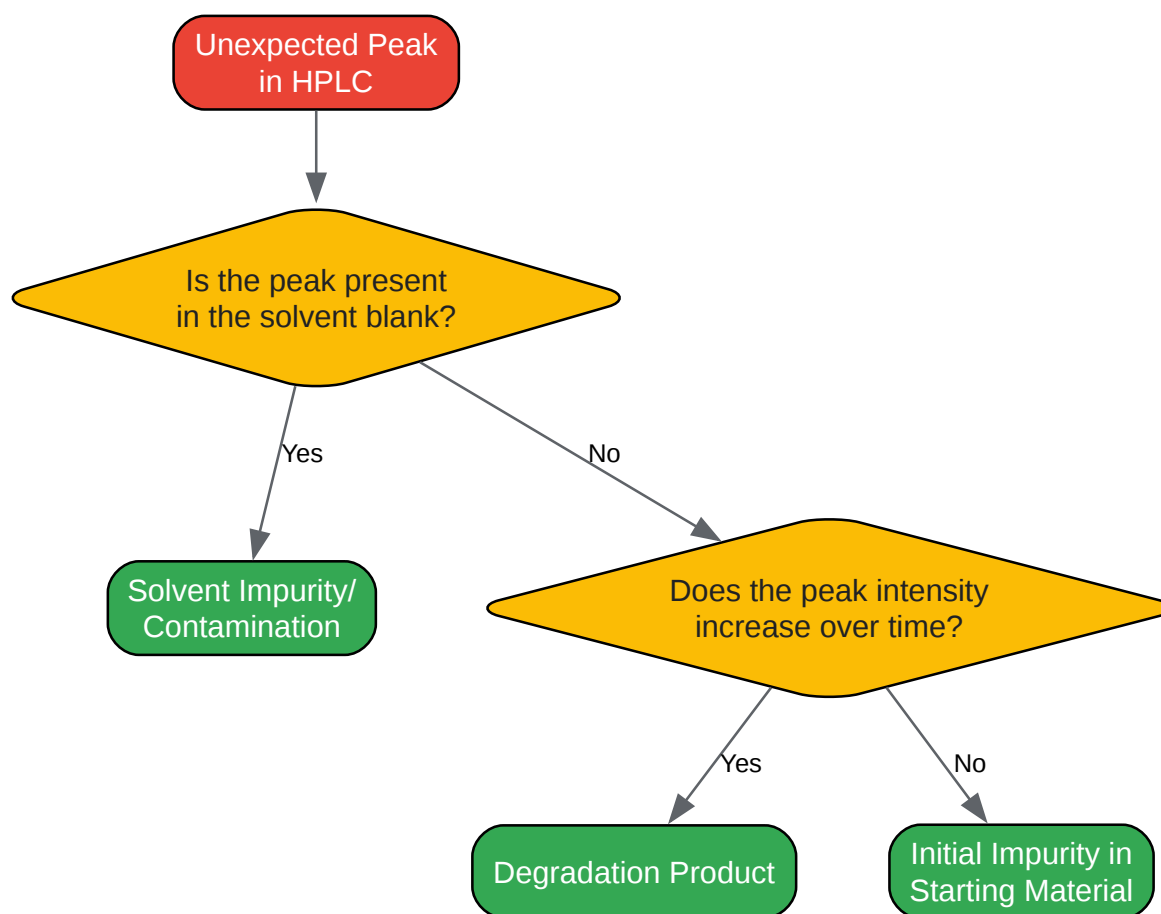 Unexpected Peak
in HPLC
Is the peak present
in the solvent blank?
Yes
No
Solvent Impurity/
Contamination
Does the peak intensity
increase over time?
Yes
No
Degradation Product
Initial Impurity in
Starting Material